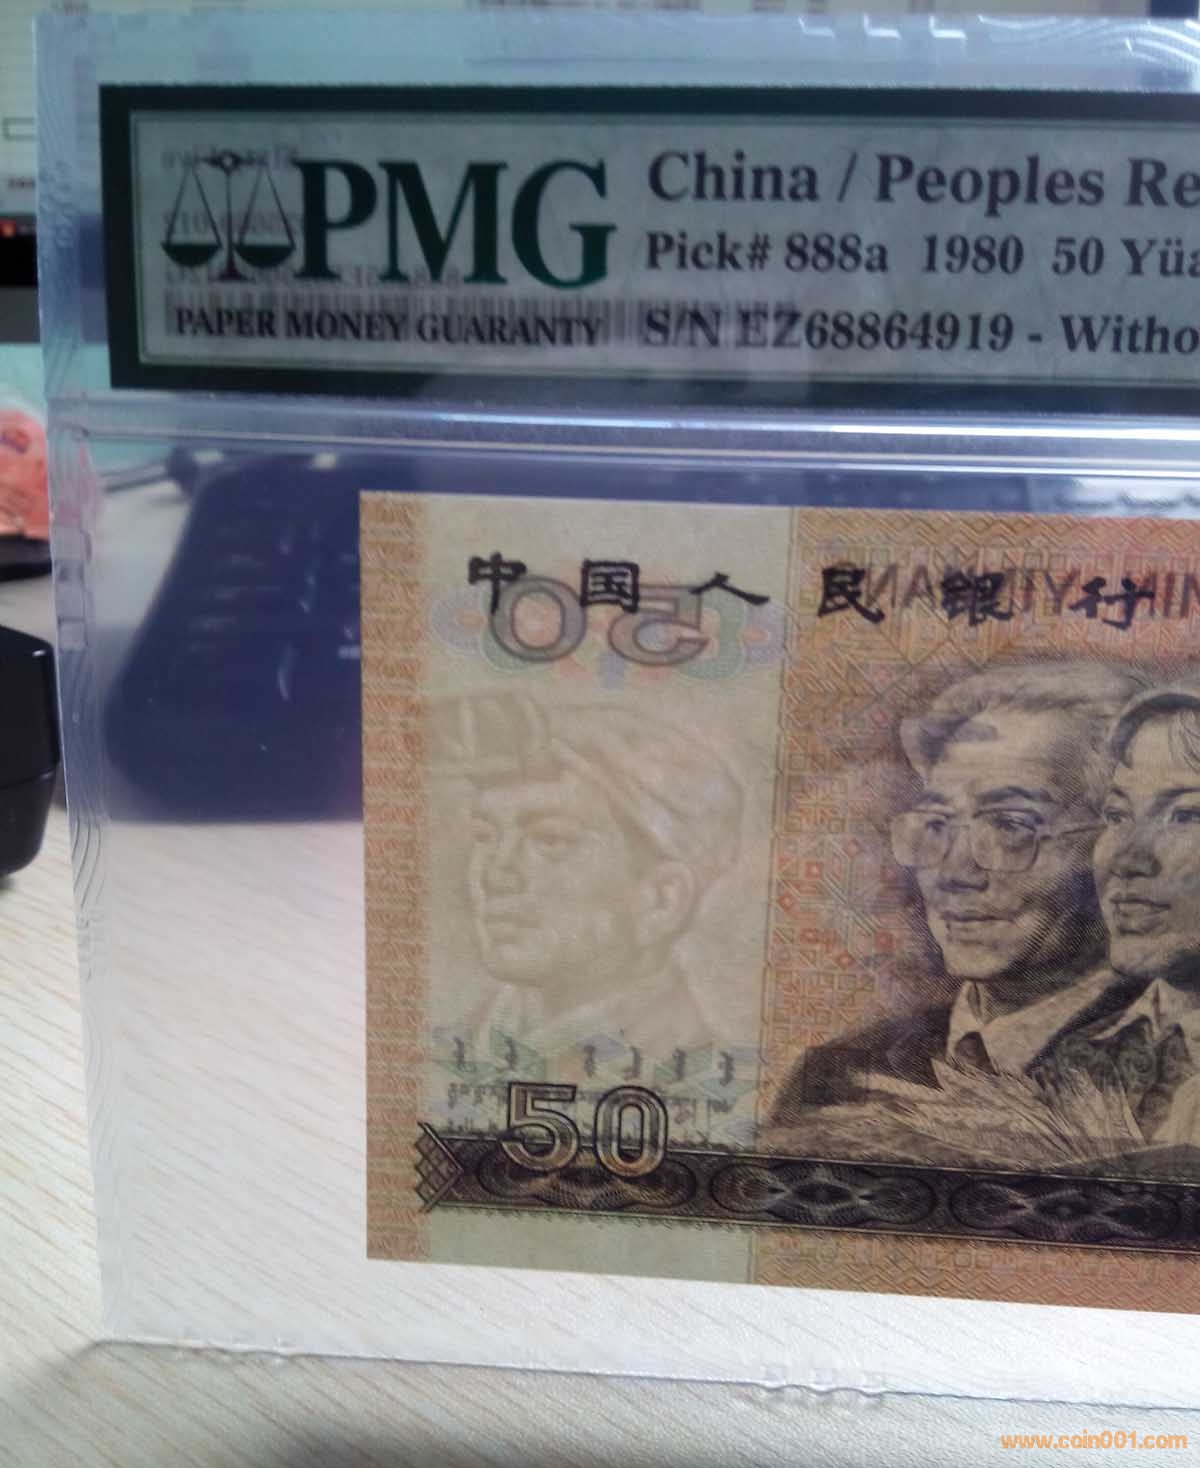 PMG
PAPER MONEY GUARANTY
China / Peoples Re
Pick# 888a 1980 50 Yüa
S/N EZ68864919 - Witho
中国人民银行
50
50
www.coin001.com